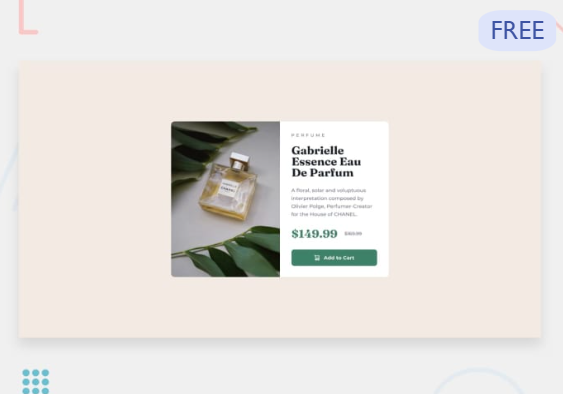 FREE
PERFUME
Gabrielle
Essence Eau
De Parfum
A floral, solar and voluptuous
interpretation composed by
Olivier Polge, Perfumer-Creator
for the House of CHANEL.
$149.99 $169.99
Add to Cart
CHANEL